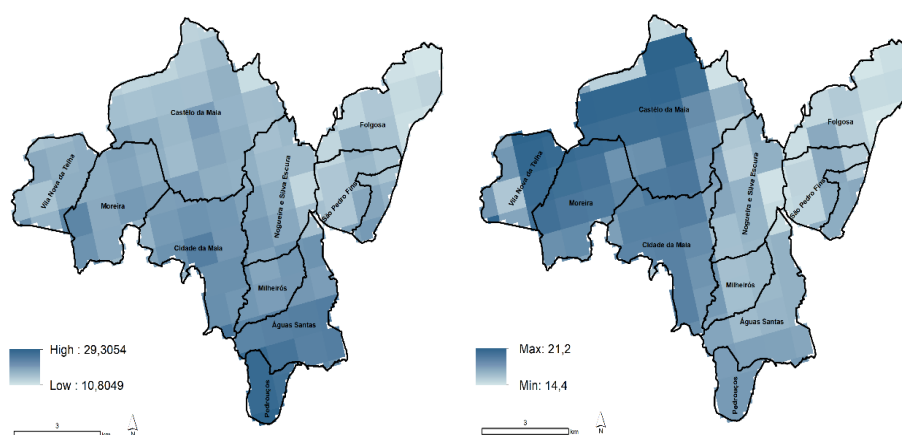 Castêlo da Maia
Folgosa
Vila Nova da Telha
Moreira
Nogueira e Silva Escura
São Pedro Fins
Cidade da Maia
Milheirós
Águas Santas
Pedrouços
High : 29,3054
Low : 10,8049
3
km
N
Castêlo da Maia
Folgosa
Vila Nova da Telha
Moreira
Nogueira e Silva Escura
São Pedro Fins
Cidade da Maia
Milheirós
Águas Santas
Pedrouços
Max: 21,2
Min: 14,4
3
km
N